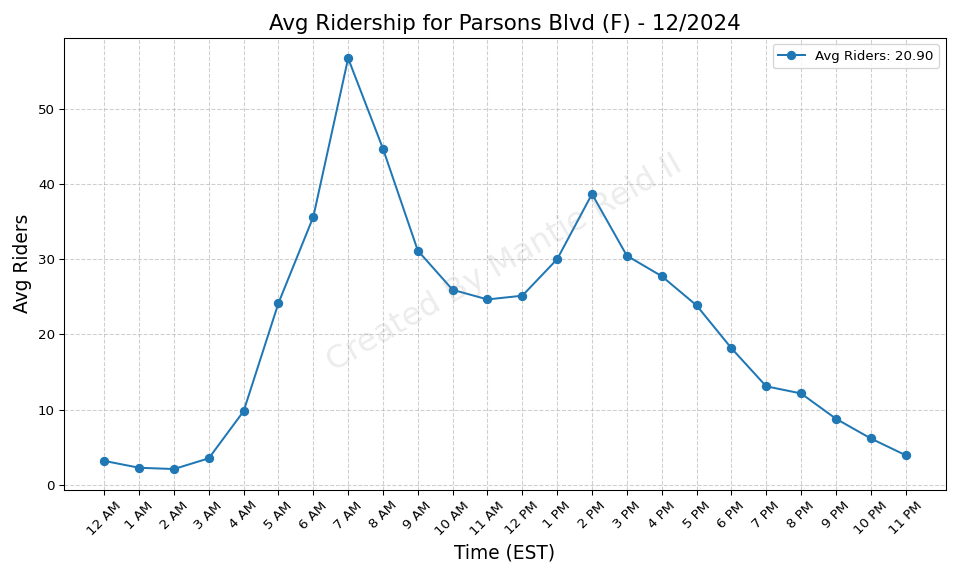 Avg Ridership for Parsons Blvd (F) - 12/2024
Avg Riders: 20.90
Created By Mantie Reid II
Avg Riders
50
40
30
20
10
0
12 AM
1 AM
2 AM
3 AM
4 AM
5 AM
6 AM
7 AM
8 AM
9 AM
10 AM
11 AM
12 PM
1 PM
2 PM
3 PM
4 PM
5 PM
6 PM
7 PM
8 PM
9 PM
10 PM
11 PM
Time (EST)